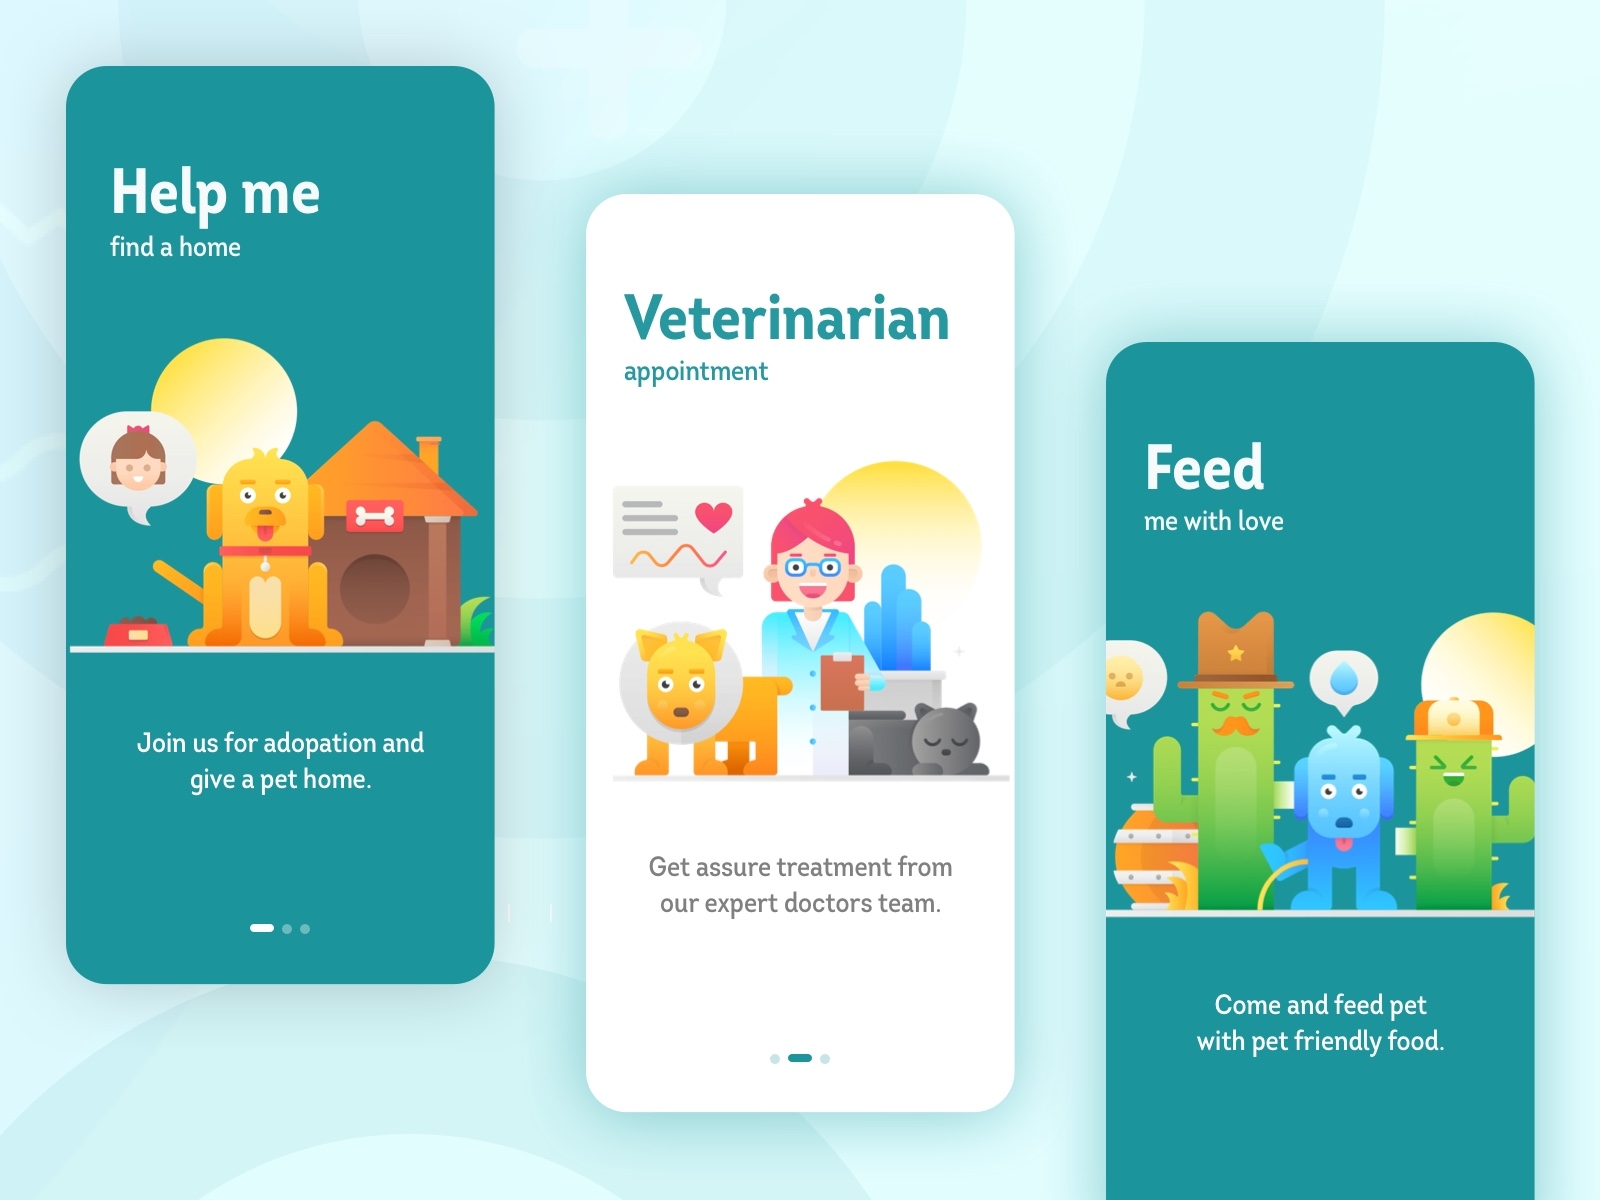 Help me
find a home
Join us for adopation and
give a pet home.
Veterinarian
appointment
Get assure treatment from
our expert doctors team.
Feed
me with love
Come and feed pet
with pet friendly food.